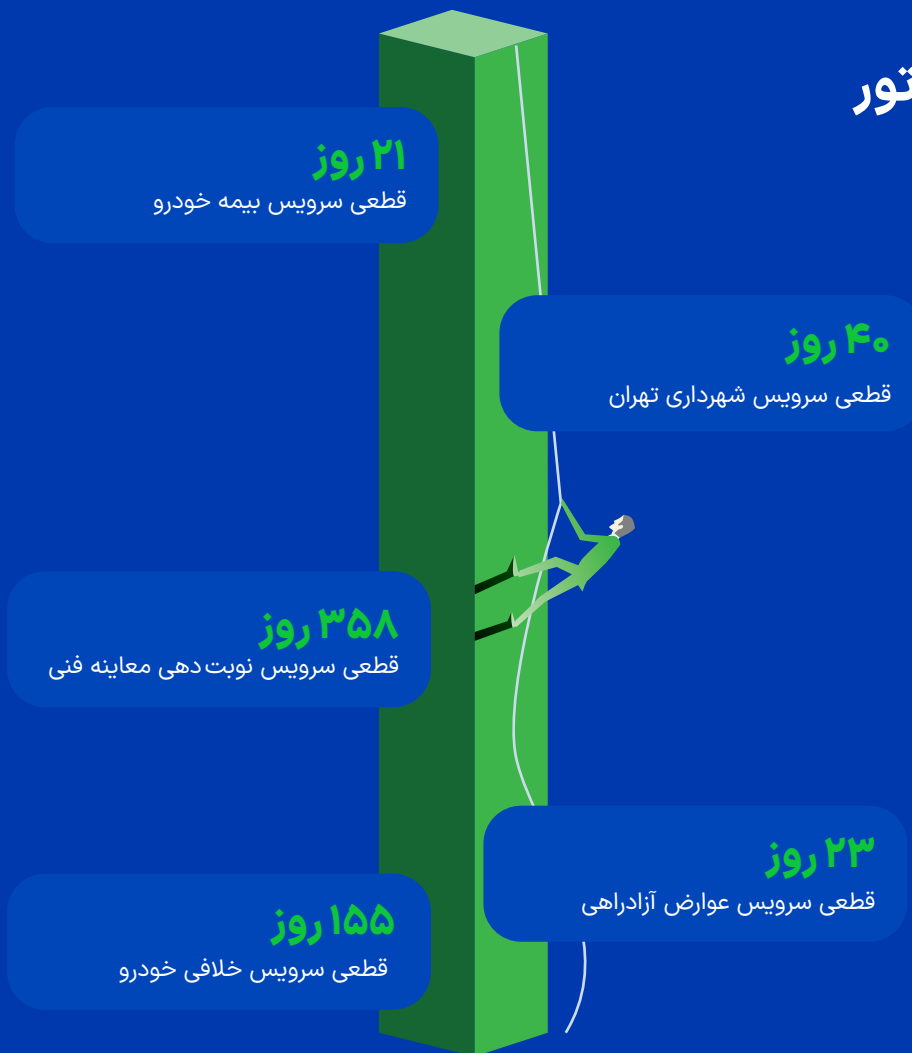 ۲۱ روز
قطعی سرویس بیمه خودرو
۴۰ روز
قطعی سرویس شهرداری تهران
۳۵۸ روز
قطعی سرویس نوبت‌دهی معاینه فنی
۲۳ روز
قطعی سرویس عوارض آزادراهی
۱۵۵ روز
قطعی سرویس خلافی خودرو